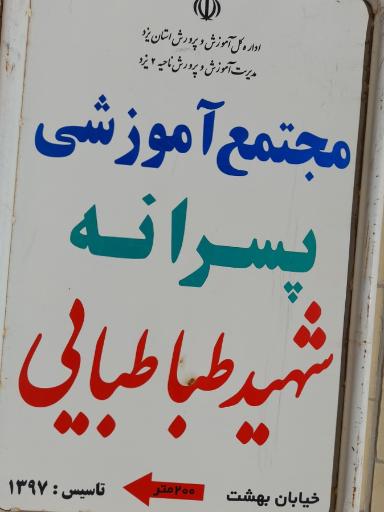 اداره کل آموزش و پرورش استان یزد
مدیریت آموزش و پرورش ناحیه ۲ یزد
مجتمع آموزشی
پسرانه
شهید طباطبایی
خیابان بهشت ۲۰۰ متر تاسیس : ۱۳۹۷